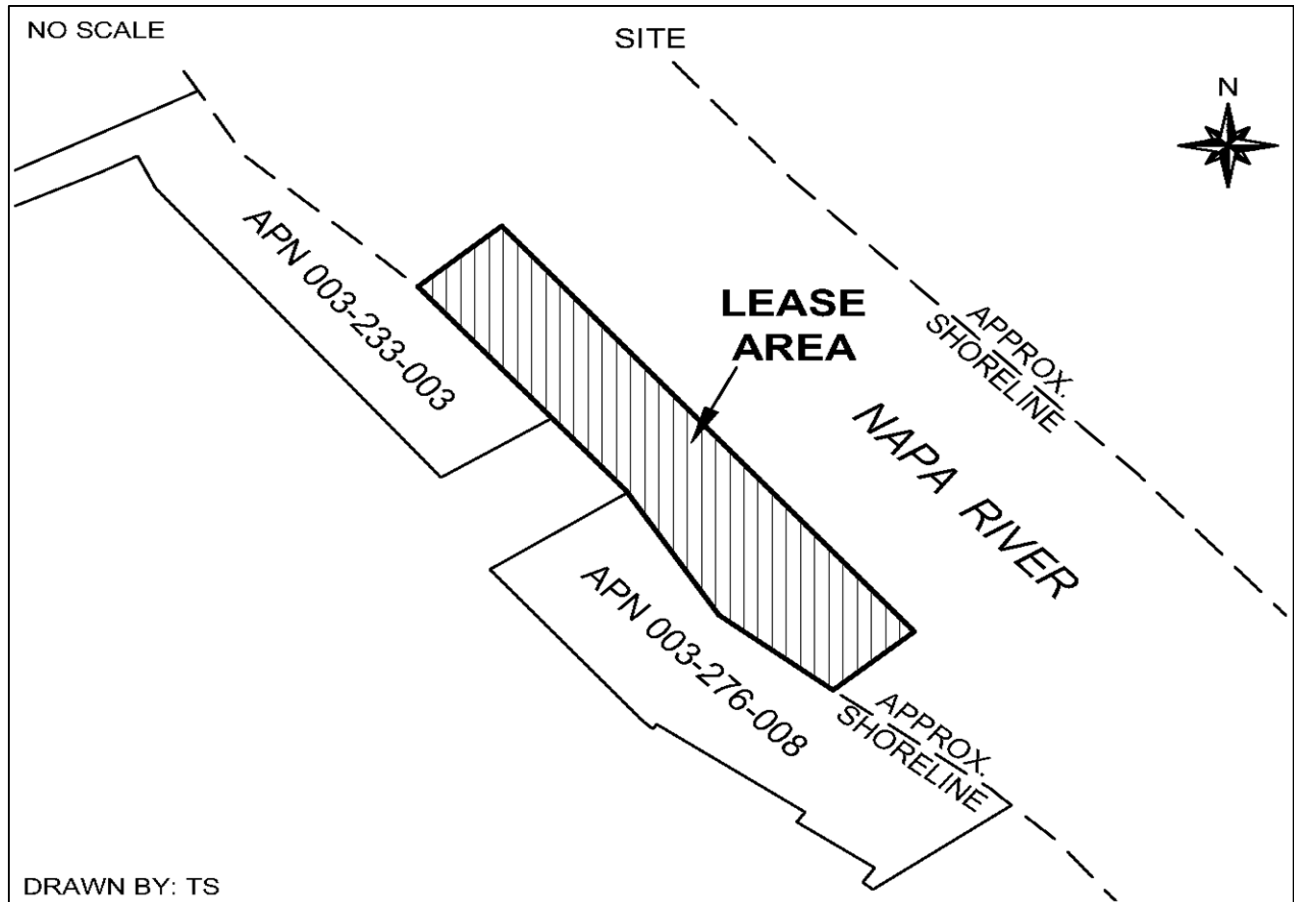 NO SCALE
SITE
N
APN 003-233-003
LEASE
AREA
APPROX.
SHORELINE
NAPA RIVER
APN 003-276-008
APPROX.
SHORELINE
DRAWN BY: TS